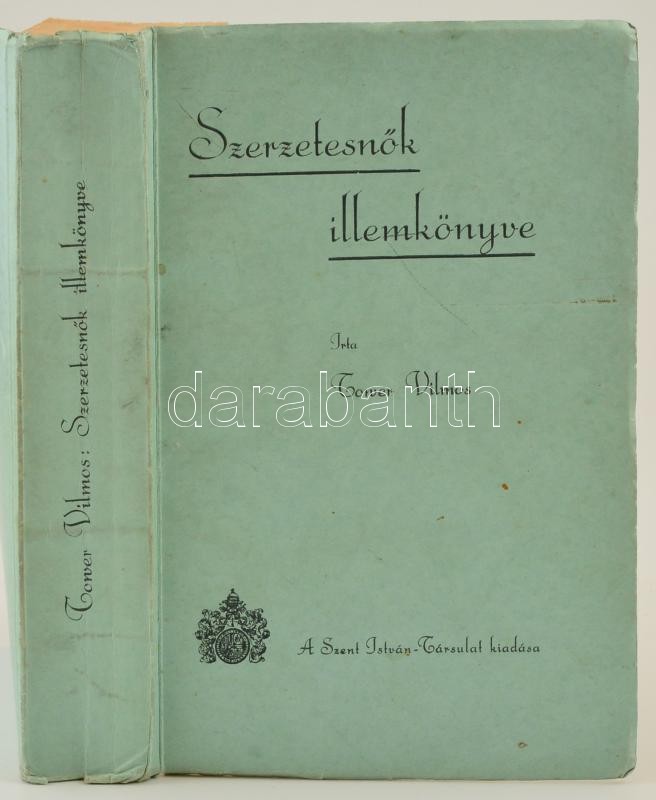 Tower Vilmos: Szerzetesnők illemkönyve
Szerzetesnők
illemkönyve
Irta
Tower Vilmos
darabanth
A Szent István-Társulat kiadása